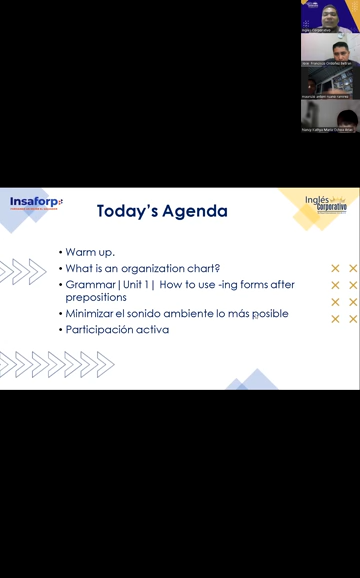 Insaforp
Inglés
Corporativo
Today's Agenda
• Warm up.
• What is an organization chart?
• Grammar|Unit 1| How to use -ing forms after
prepositions
• Minimizar el sonido ambiente lo más posible
• Participación activa